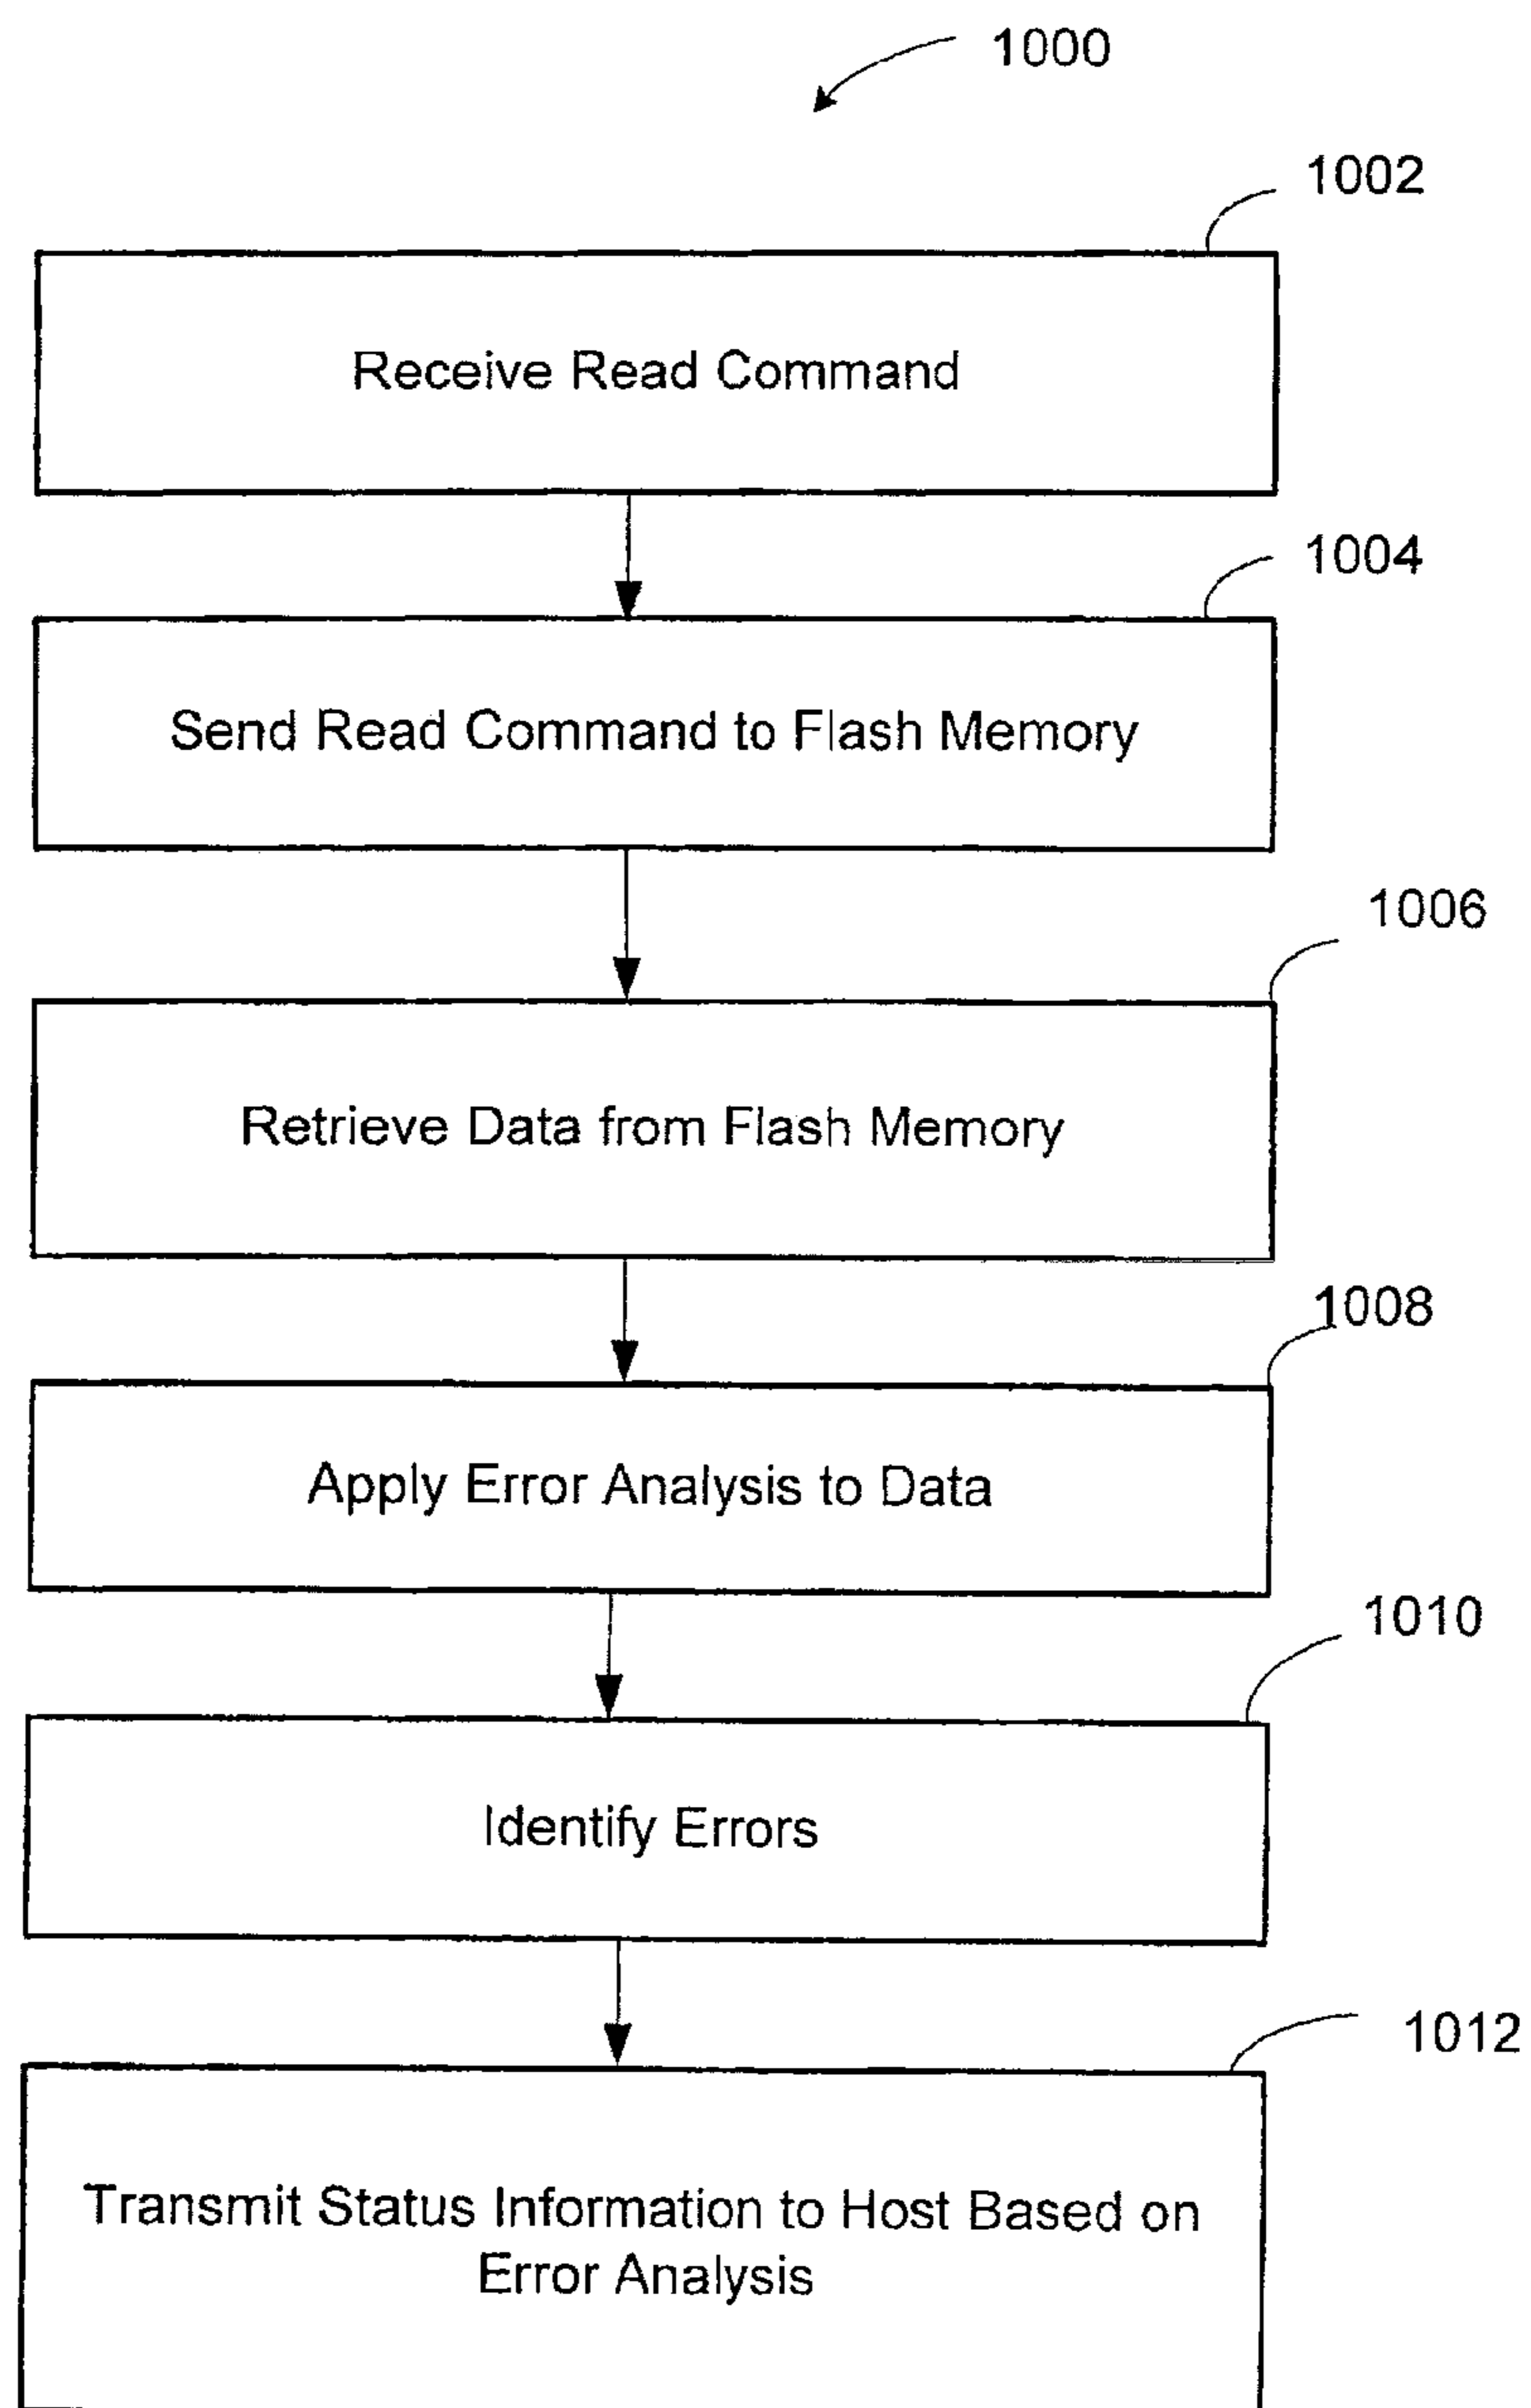 1000
1002
Receive Read Command
1004
Send Read Command to Flash Memory
1006
Retrieve Data from Flash Memory
1008
Apply Error Analysis to Data
1010
Identify Errors
1012
Transmit Status Information to Host Based on
Error Analysis